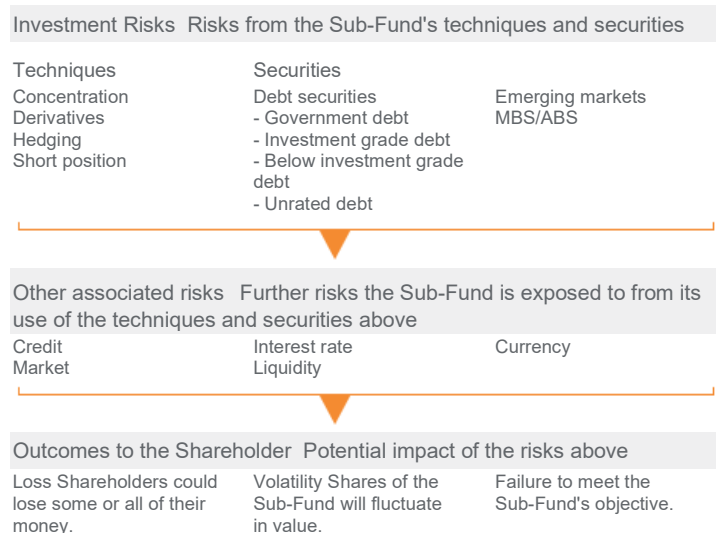 Investment Risks Risks from the Sub-Fund's techniques and securities
Techniques
Concentration
Derivatives
Hedging
Short position
Securities
Debt securities
- Government debt
- Investment grade debt
- Below investment grade
debt
- Unrated debt
Emerging markets
MBS/ABS
Other associated risks Further risks the Sub-Fund is exposed to from its
use of the techniques and securities above
Credit
Market
Interest rate
Liquidity
Currency
Outcomes to the Shareholder Potential impact of the risks above
Loss Shareholders could
lose some or all of their
money.
Volatility Shares of the
Sub-Fund will fluctuate
in value.
Failure to meet the
Sub-Fund's objective.